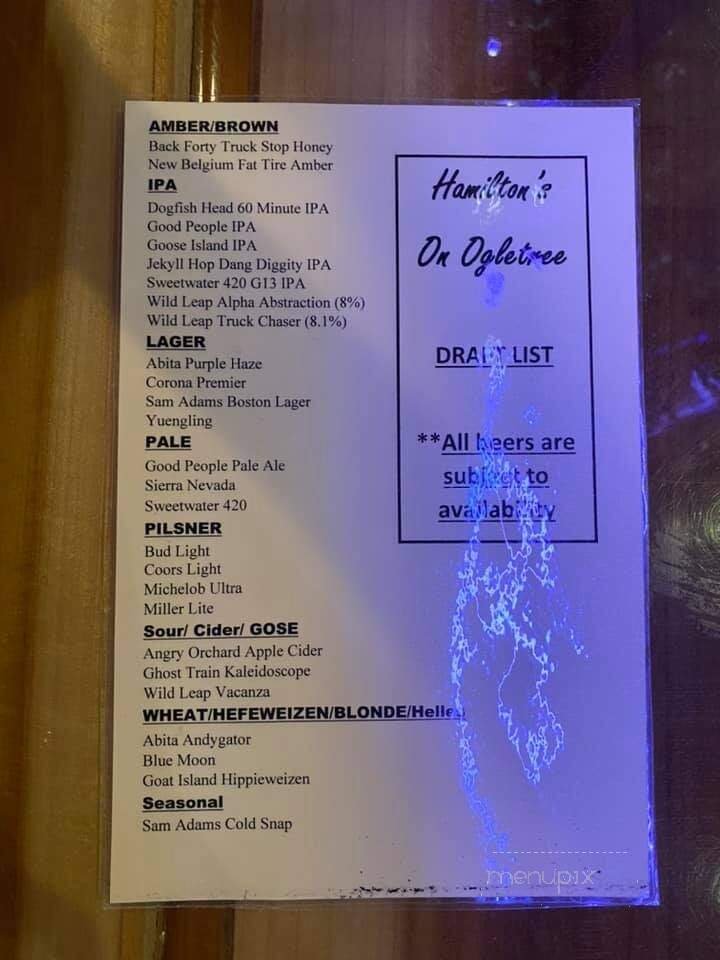 AMBER/BROWN
Back Forty Truck Stop Honey
New Belgium Fat Tire Amber
IPA
Dogfish Head 60 Minute IPA
Good People IPA
Goose Island IPA
Jekyll Hop Dang Diggity IPA
Sweetwater 420 G13 IPA
Wild Leap Alpha Abstraction (8%)
Wild Leap Truck Chaser (8.1%)
LAGER
Abita Purple Haze
Corona Premier
Sam Adams Boston Lager
Yuengling
PALE
Good People Pale Ale
Sierra Nevada
Sweetwater 420
PILSNER
Bud Light
Coors Light
Michelob Ultra
Miller Lite
Sour/ Cider/ GOSE
Angry Orchard Apple Cider
Ghost Train Kaleidoscope
Wild Leap Vacanza
WHEAT/HEFEWEIZEN/BLONDE/Helles
Abita Andygator
Blue Moon
Goat Island Hippieweizen
Seasonal
Sam Adams Cold Snap
Hamilton's
On Ogletree
DRAFT LIST
**All beers are
subject to
availability
menupix